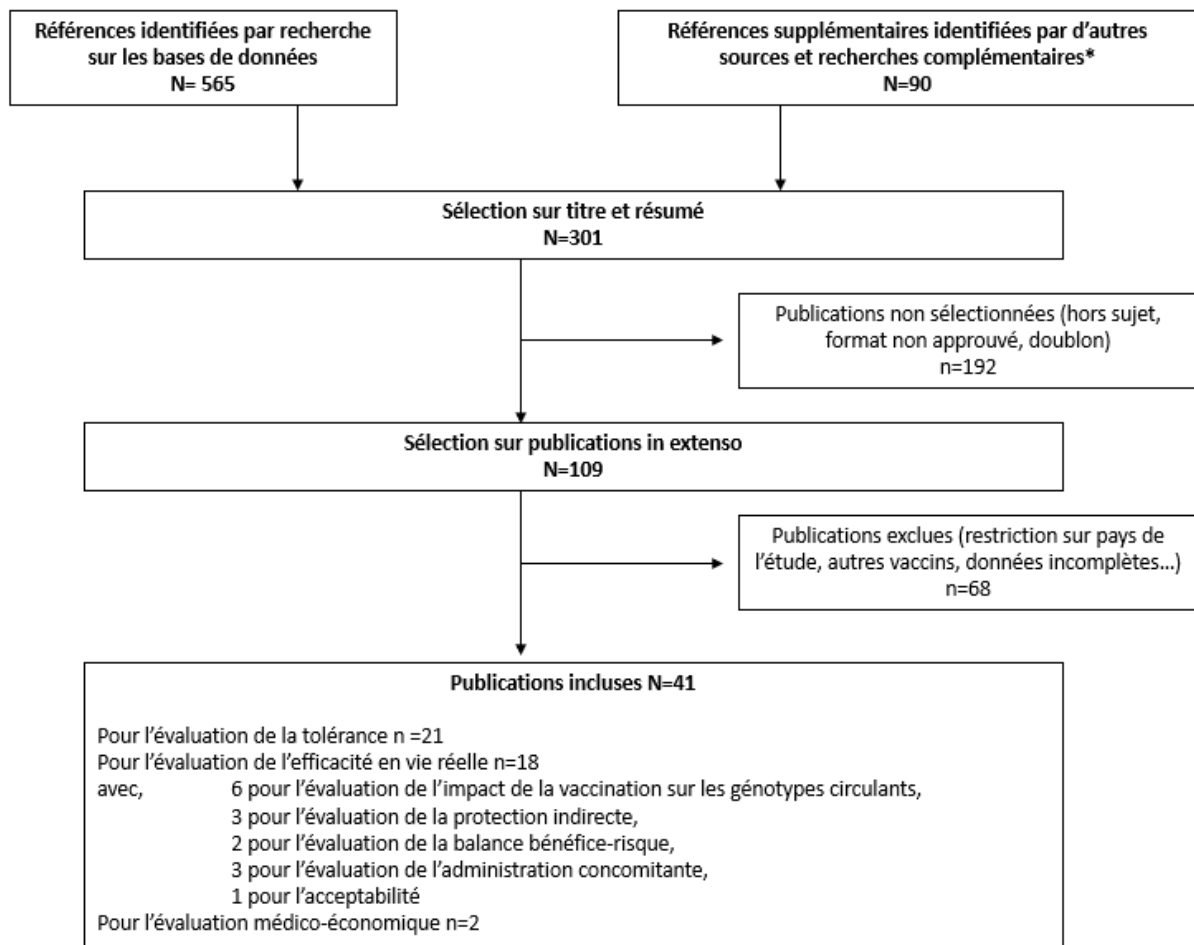 Références identifiées par recherche
sur les bases de données
N= 565
Références supplémentaires identifiées par d'autres
sources et recherches complémentaires*
N=90
Sélection sur titre et résumé
N=301
Publications non sélectionnées (hors sujet,
format non approuvé, doublon)
n=192
Sélection sur publications in extenso
N=109
Publications exclues (restriction sur pays de
l'étude, autres vaccins, données incomplètes...)
n=68
Publications incluses N=41
Pour l'évaluation de la tolérance n =21
Pour l'évaluation de l'efficacité en vie réelle n=18
avec, 6 pour l'évaluation de l'impact de la vaccination sur les génotypes circulants,
3 pour l'évaluation de la protection indirecte,
2 pour l'évaluation de la balance bénéfice-risque,
3 pour l'évaluation de l'administration concomitante,
1 pour l'acceptabilité
Pour l'évaluation médico-économique n=2